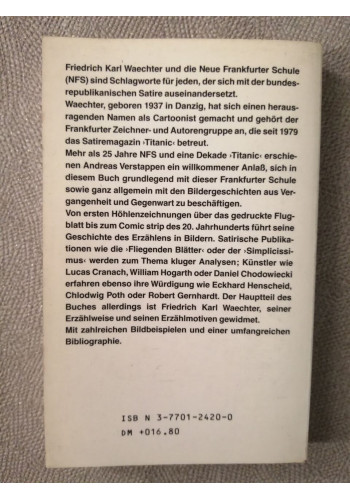 Friedrich Karl Waechter und die Neue Frankfurter Schule
(NFS) sind Schlagworte für jeden, der sich mit der bundes-
republikanischen Satire auseinandersetzt.
Waechter, geboren 1937 in Danzig, hat sich einen heraus-
ragenden Namen als Cartoonist gemacht und gehört der
Frankfurter Zeichner- und Autorengruppe an, die seit 1979
das Satiremagazin ›Titanic‹ betreut.
Mehr als 25 Jahre NFS und eine Dekade ›Titanic‹ erschie-
nen Andreas Verstappen ein willkommener Anlaß, sich in
diesem Buch grundlegend mit dieser Frankfurter Schule
sowie ganz allgemein mit den Bildergeschichten aus Ver-
gangenheit und Gegenwart zu beschäftigen.
Von ersten Höhlenzeichnungen über das gedruckte Flug-
blatt bis zum Comic strip des 20. Jahrhunderts führt seine
Geschichte des Erzählens in Bildern. Satirische Publika-
tionen wie die ›Fliegenden Blätter‹ oder der ›Simplicissi-
mus‹ werden zum Thema kluger Analysen; Künstler wie
Lucas Cranach, William Hogarth oder Daniel Chodowiecki
erfahren ebenso ihre Würdigung wie Eckhard Henscheid,
Chlodwig Poth oder Robert Gernhardt. Der Hauptteil des
Buches allerdings ist Friedrich Karl Waechter, seiner
Erzählweise und seinen Erzählmotiven gewidmet.
Mit zahlreichen Bildbeispielen und einer umfangreichen
Bibliographie.
ISB N 3-7701-2420-0
DM +016.80